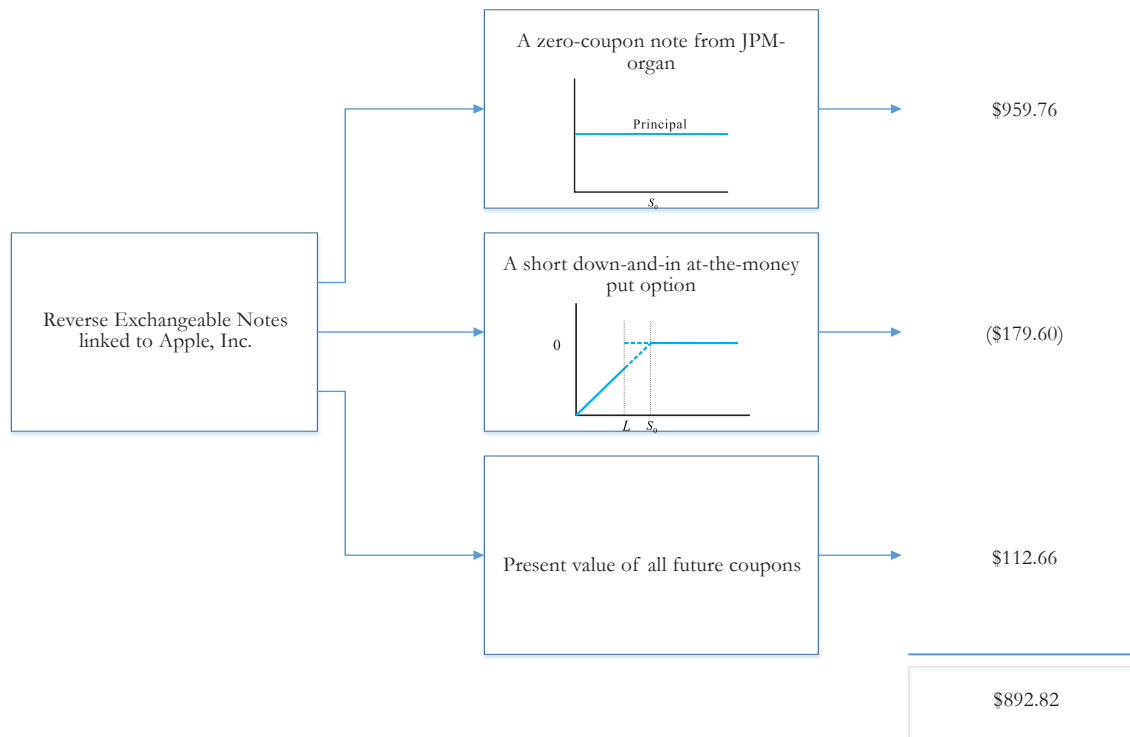 A zero-coupon note from JPM-
organ
Principal
S₀
$959.76
Reverse Exchangeable Notes
linked to Apple, Inc.
A short down-and-in at-the-money
put option
0
L S₀
($179.60)
Present value of all future coupons
$112.66
$892.82